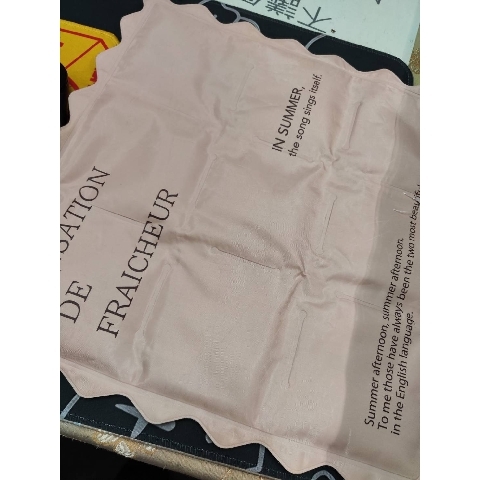 IN SUMMER,
the song sings itself.
SATION
DE
FRAICHEUR
Summer afternoon, summer afternoon.
To me those have always been the two most beautiful
in the English language.